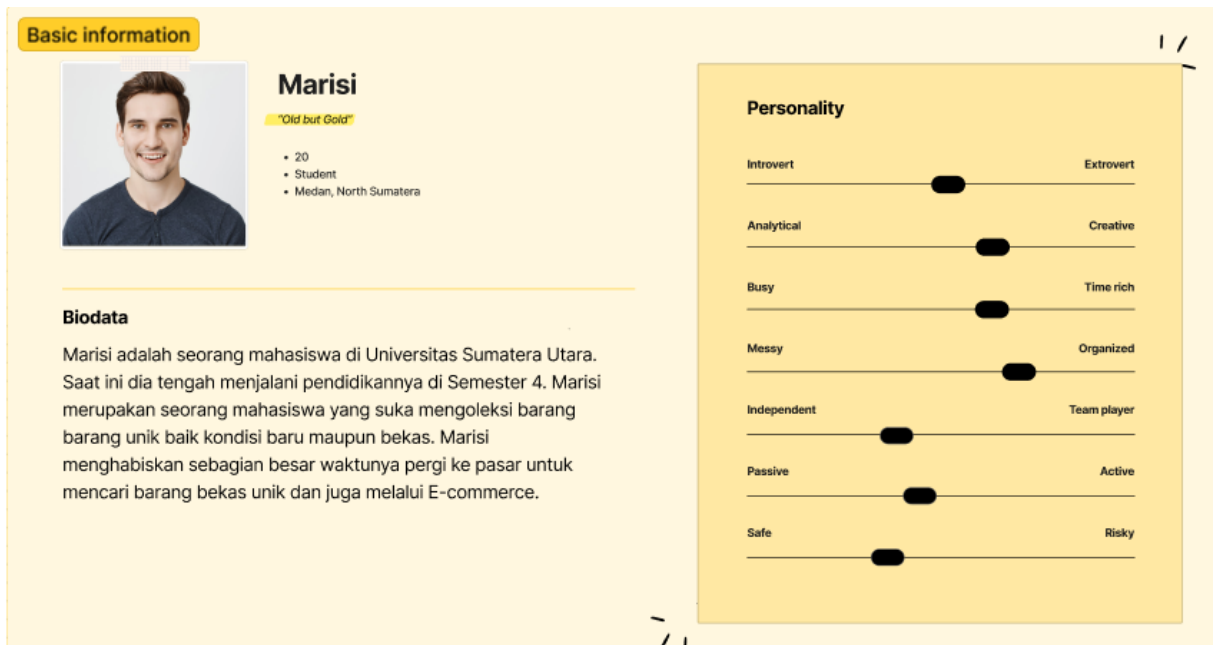 Basic information
Marisi
"Old but Gold"
• 20
• Student
• Medan, North Sumatera
Biodata
Marisi adalah seorang mahasiswa di Universitas Sumatera Utara.
Saat ini dia tengah menjalani pendidikannya di Semester 4. Marisi
merupakan seorang mahasiswa yang suka mengoleksi barang
barang unik baik kondisi baru maupun bekas. Marisi
menghabiskan sebagian besar waktunya pergi ke pasar untuk
mencari barang bekas unik dan juga melalui E-commerce.
Personality
Introvert Extrovert
Analytical Creative
Busy Time rich
Messy Organized
Independent Team player
Passive Active
Safe Risky